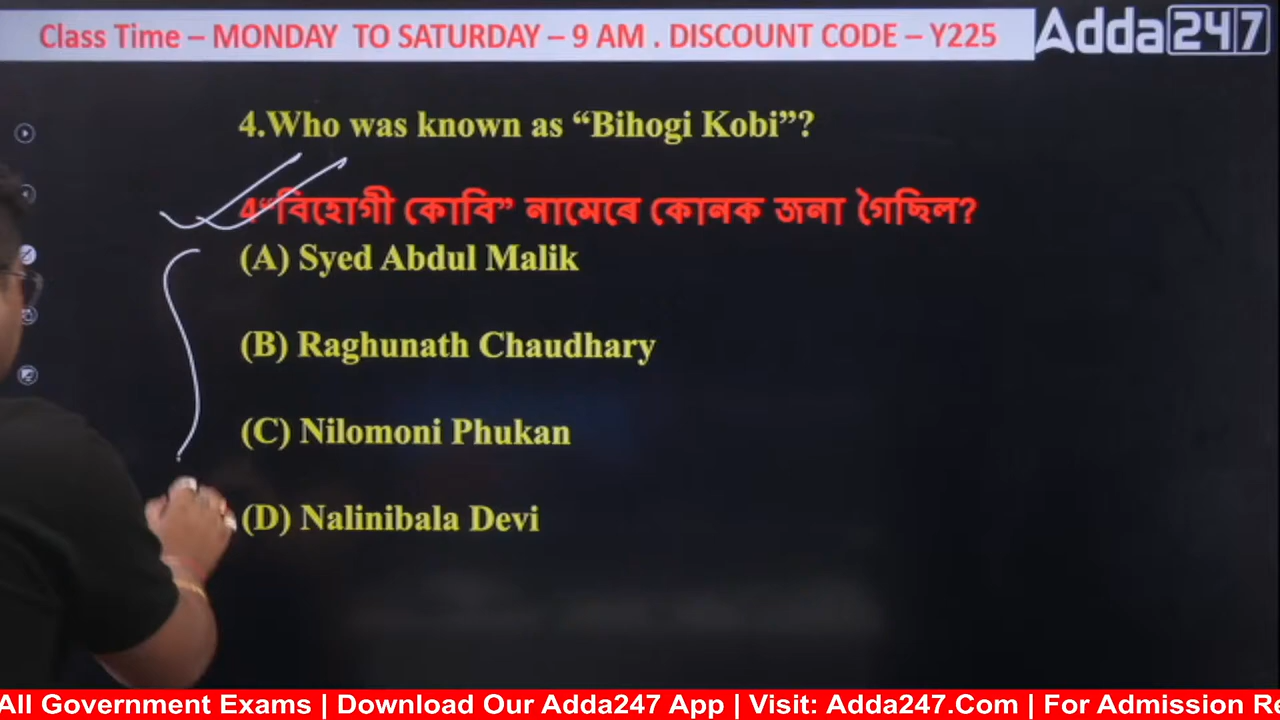 Class Time – MONDAY TO SATURDAY – 9 AM . DISCOUNT CODE – Y225
Adda247
4.Who was known as “Bihogi Kobi”?
4“বিহোগী কোবি” নামেৰে কোনক জনা গৈছিল?
(A) Syed Abdul Malik
(B) Raghunath Chaudhary
(C) Nilomoni Phukan
(D) Nalinibala Devi
All Government Exams | Download Our Adda247 App | Visit: Adda247.Com | For Admission Re